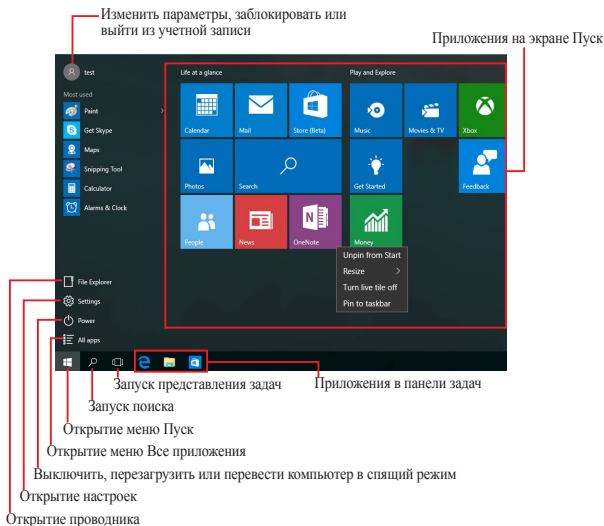 Изменить параметры, заблокировать или
выйти из учетной записи
Приложения на экране Пуск
test
Life at a glance
Play and Explore
Most used
Paint
Get Skype
Maps
Snipping Tool
Calculator
Alarms & Clock
Calendar
Mail
Store (Beta)
Music
Movies & TV
Xbox
Photos
Search
Get Started
Feedback
People
News
OneNote
Money
Unpin from Start
Resize
Turn live tile off
Pin to taskbar
File Explorer
Settings
Power
All apps
Запуск представления задач
Приложения в панели задач
Запуск поиска
Открытие меню Пуск
Открытие меню Все приложения
Выключить, перезагрузить или перевести компьютер в спящий режим
Открытие настроек
Открытие проводника